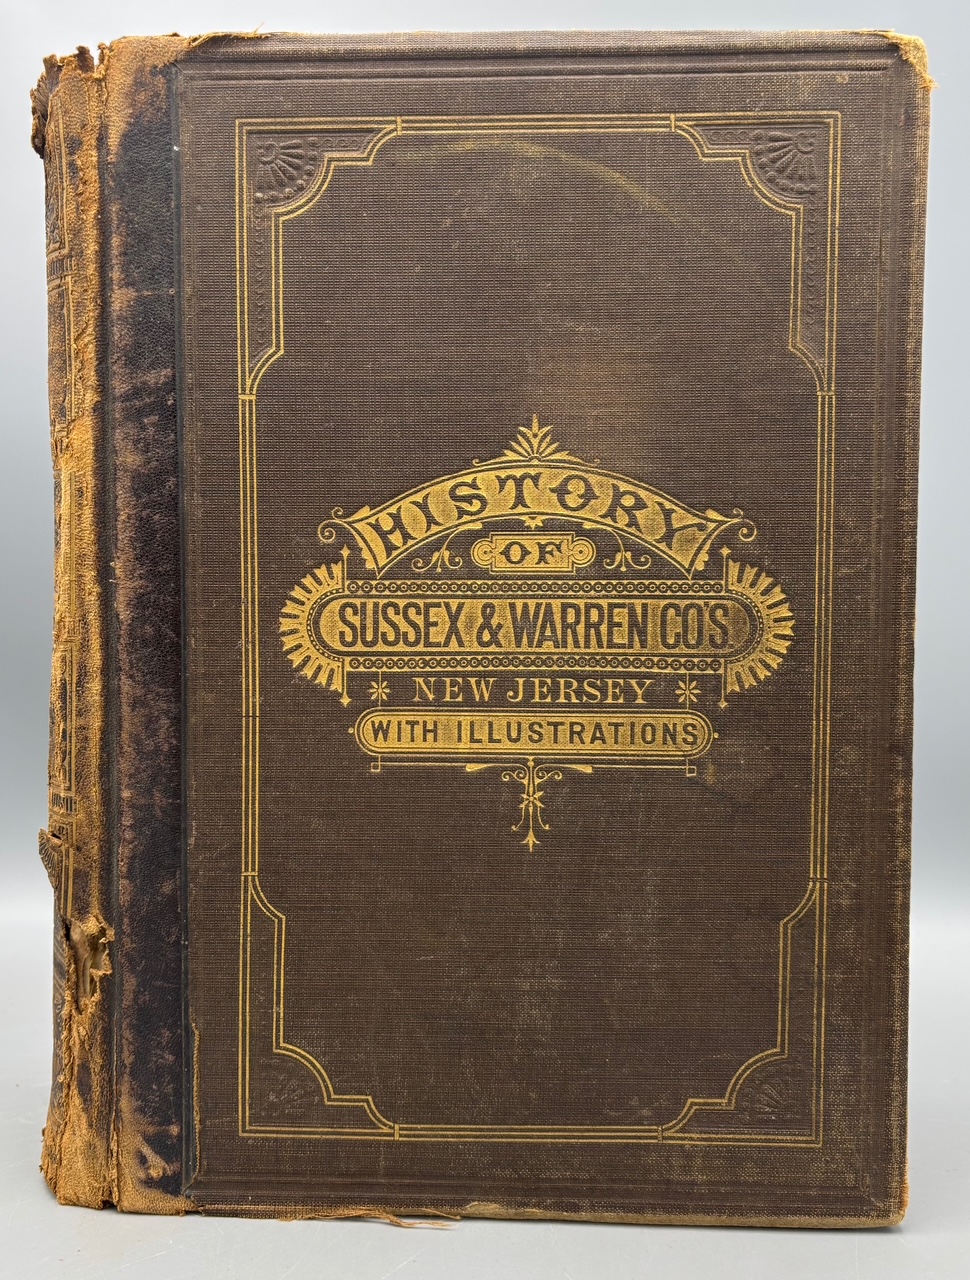 HISTORY
OF
SUSSEX & WARREN CO'S
NEW JERSEY
WITH ILLUSTRATIONS